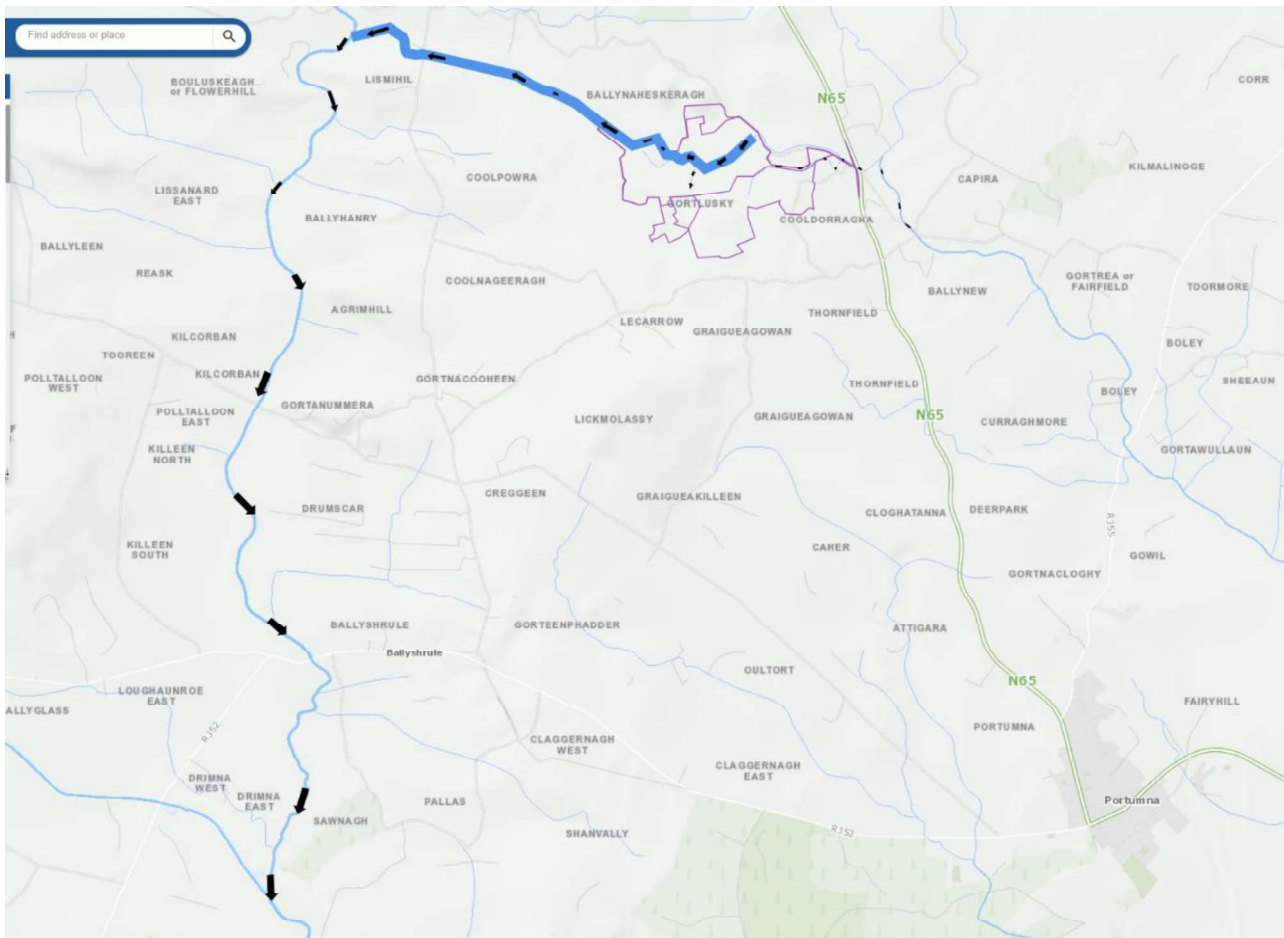 Find address or place
N65
BOULUSKEAGH
or FLOWERHILL
LISMIHIL
BALLYNAHESKERAGH
CORR
KILMALINOGE
COOLPOWRA
CAPIRA
LISSANARD
EAST
GORTLUSKY
BALLYHANRY
COOLDORRAGHA
BALLYLEEN
REASK
COOLNAGEERAGH
GORTREA or
FAIRFIELD
TOORMORE
BALLYNEW
AGRIMHILL
LECARROW
GRAIGUEAGOWAN
THORNFIELD
KILCORBAN
TOOREEN
BOLEY
POLLTALLOON
WEST
KILCORBAN
GORTNACOOHEEN
THORNFIELD
BOLEY
SHEEAUN
GORTANUMMERA
POLLTALLOON
EAST
LICKMOLASSY
GRAIGUEAGOWAN
N65
CURRAGHMORE
KILLEEN
NORTH
GORTAWULLAUN
CREGGEEN
GRAIGUEAKILLEEN
DRUMSCAR
CLOGHATANNA
DEERPARK
R355
KILLEEN
SOUTH
CAHER
GOWIL
GORTNACLOGHY
BALLYSHRULE
GORTEENPHADDER
ATTIGARA
Ballyshrule
OULTORT
N65
LOUGHAUNROE
EAST
FAIRYHILL
ALLYGLASS
R352
PORTUMNA
CLAGGERNAGH
WEST
CLAGGERNAGH
EAST
DRIMNA
WEST
DRIMNA
EAST
PALLAS
Portumna
SAWNAGH
SHANVALLY
R352